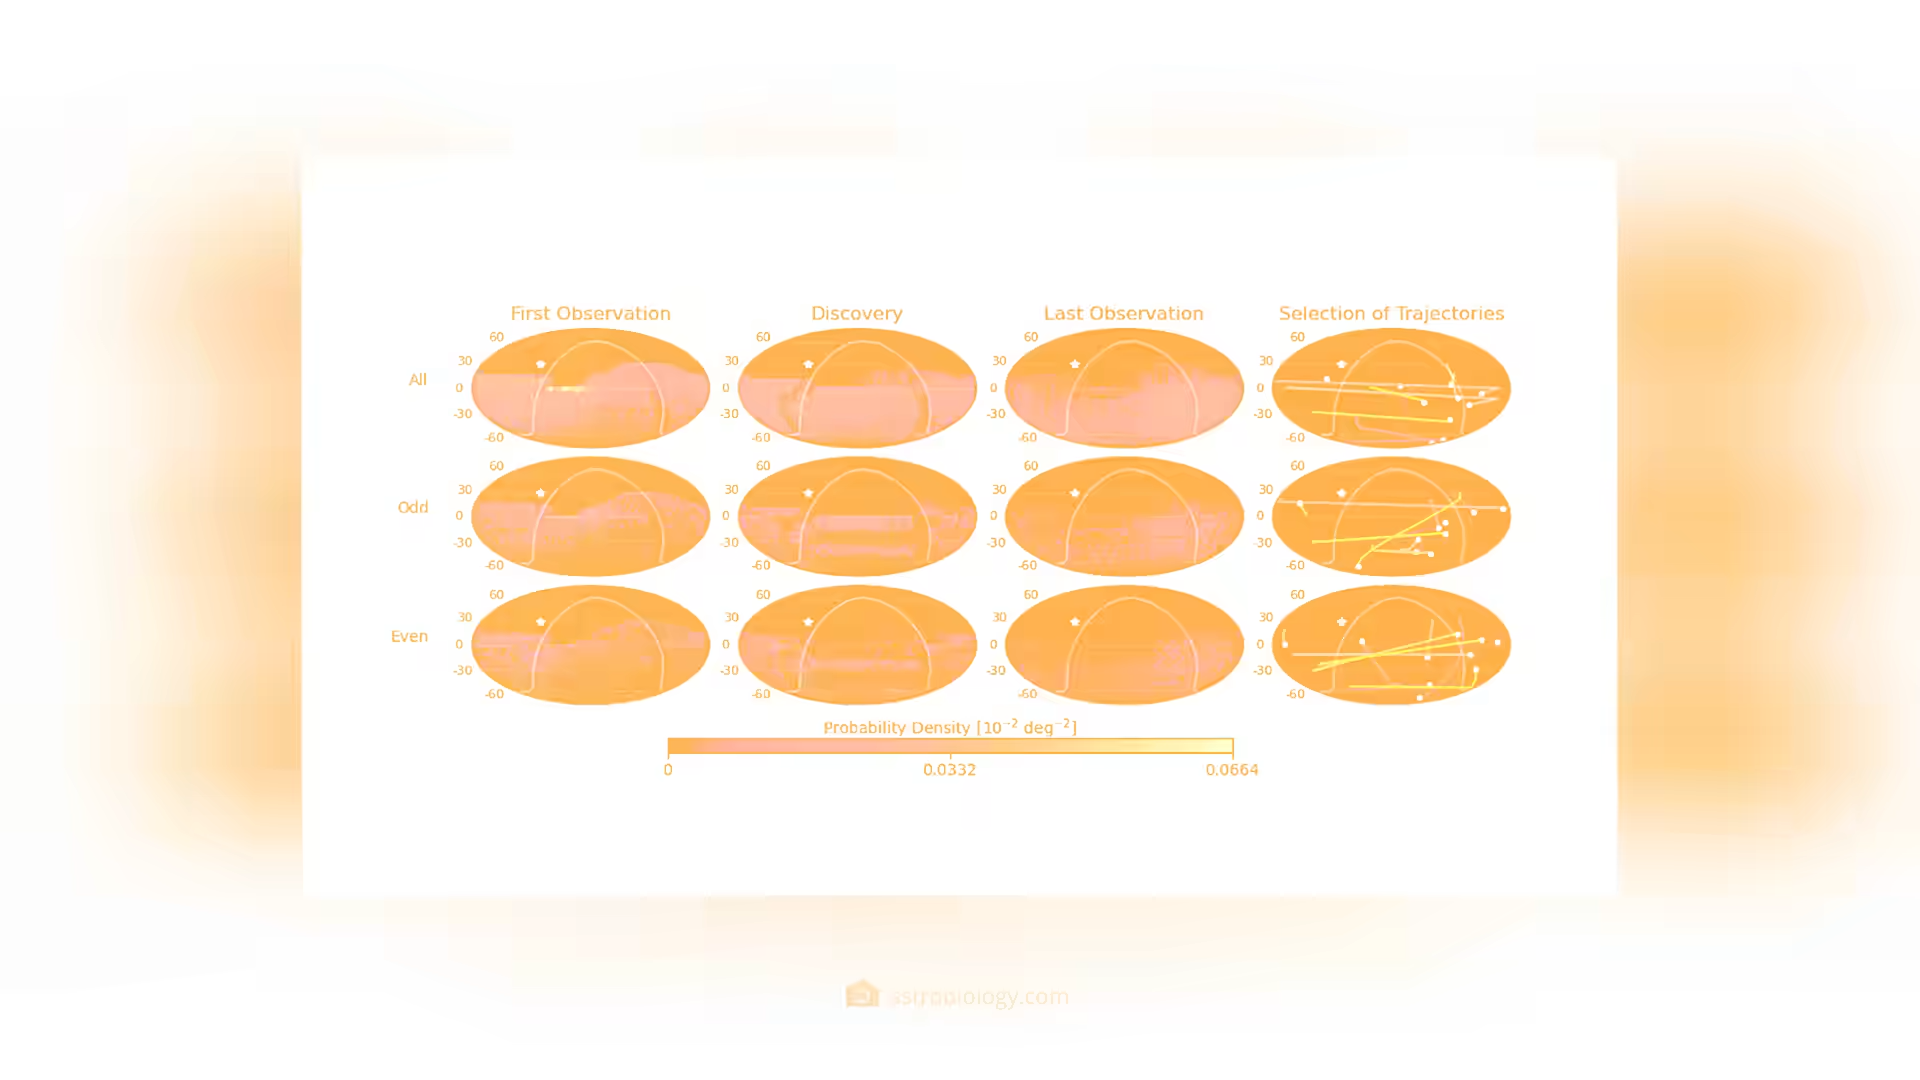 First Observation Discovery Last Observation Selection of Trajectories
60 60 60 60
30 30 30 30
All
0 0 0 0
-30 -30 -30 -30
-60 -60 -60 -60
60 60 60 60
30 30 30 30
Odd
0 0 0 0
-30 -30 -30 -30
-60 -60 -60 -60
60 60 60 60
30 30 30 30
Even
0 0 0 0
-30 -30 -30 -30
-60 -60 -60 -60
Probability Density [10⁻² deg⁻²]
0 0.0332 0.0664
astrobiology.com